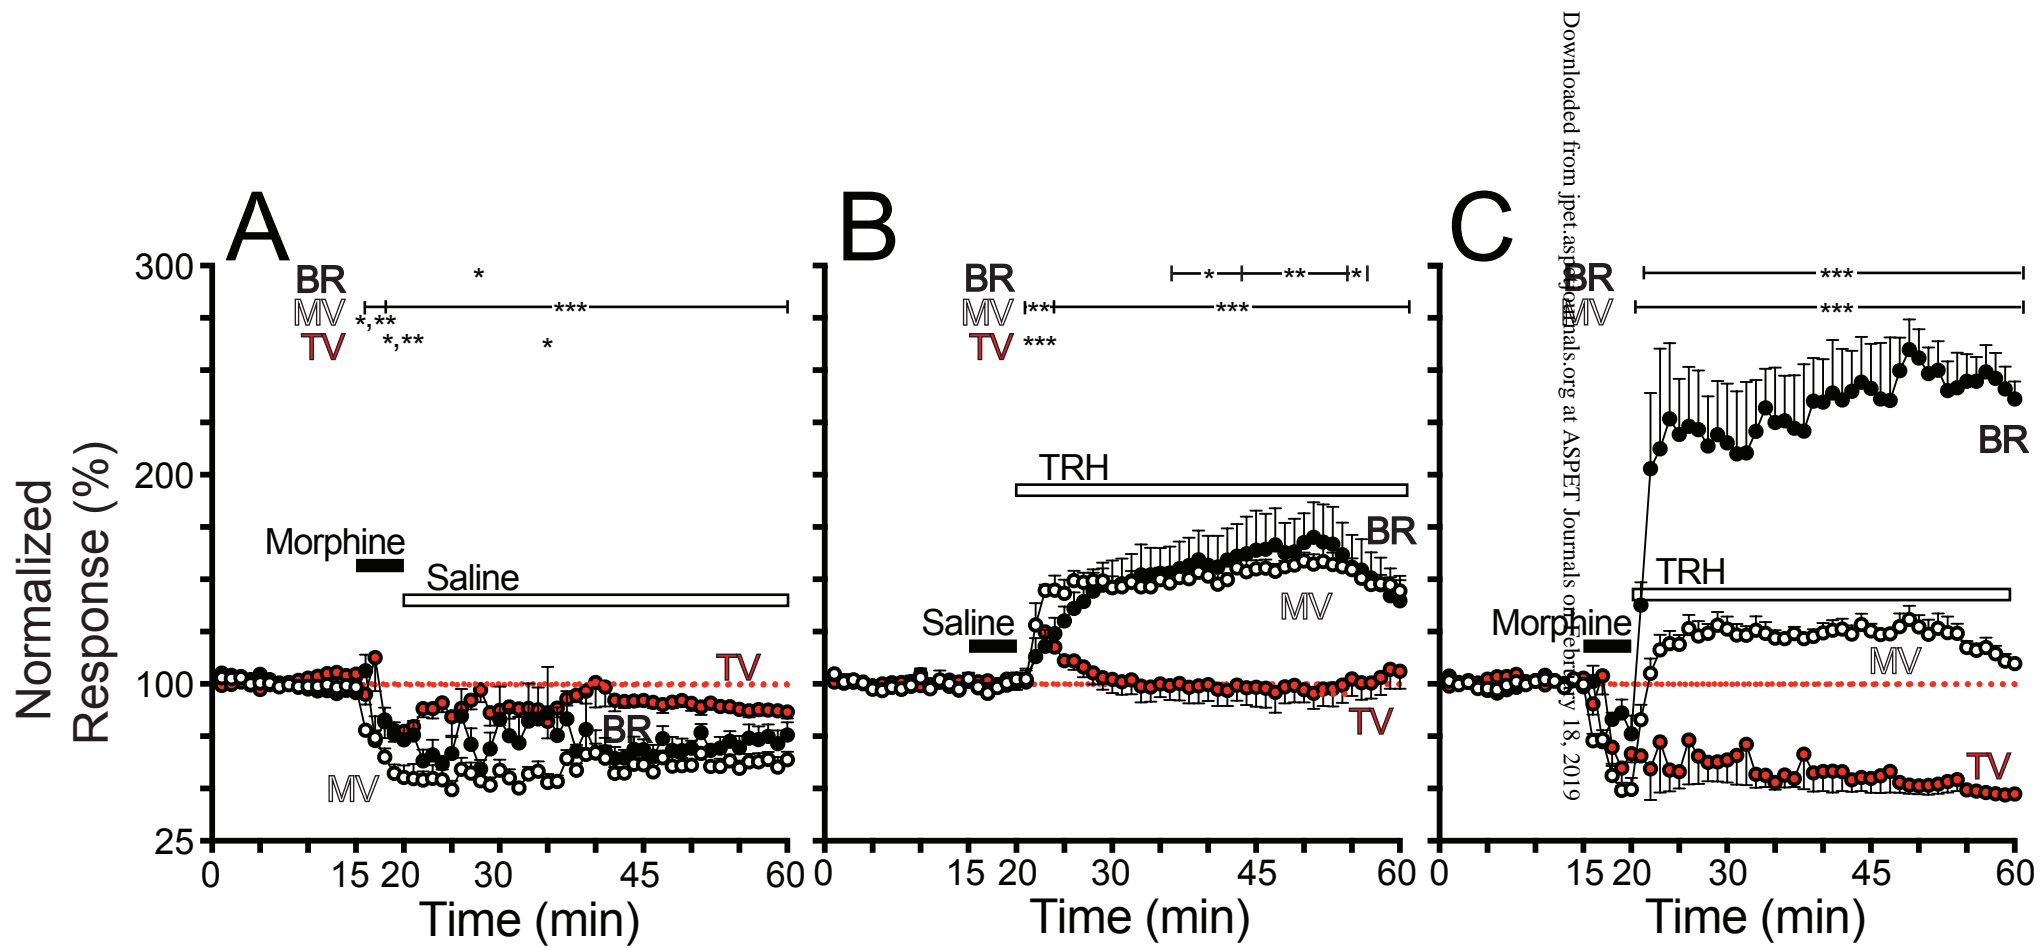 A
B
C
Downloaded from jpet.aspetjournals.org at ASPET Journals on February 18, 2019
Normalized
Response (%)
300
200
100
25
BR *
MV ***
*,**
TV *,** *
Morphine
Saline
TV
BR
MV
0 15 20 30 45 60
Time (min)
BR * ** *
MV ** ***
TV ***
TRH
BR
MV
Saline
TV
0 15 20 30 45 60
Time (min)
BR ***
MV ***
BR
TRH
Morphine
MV
TV
0 15 20 30 45 60
Time (min)